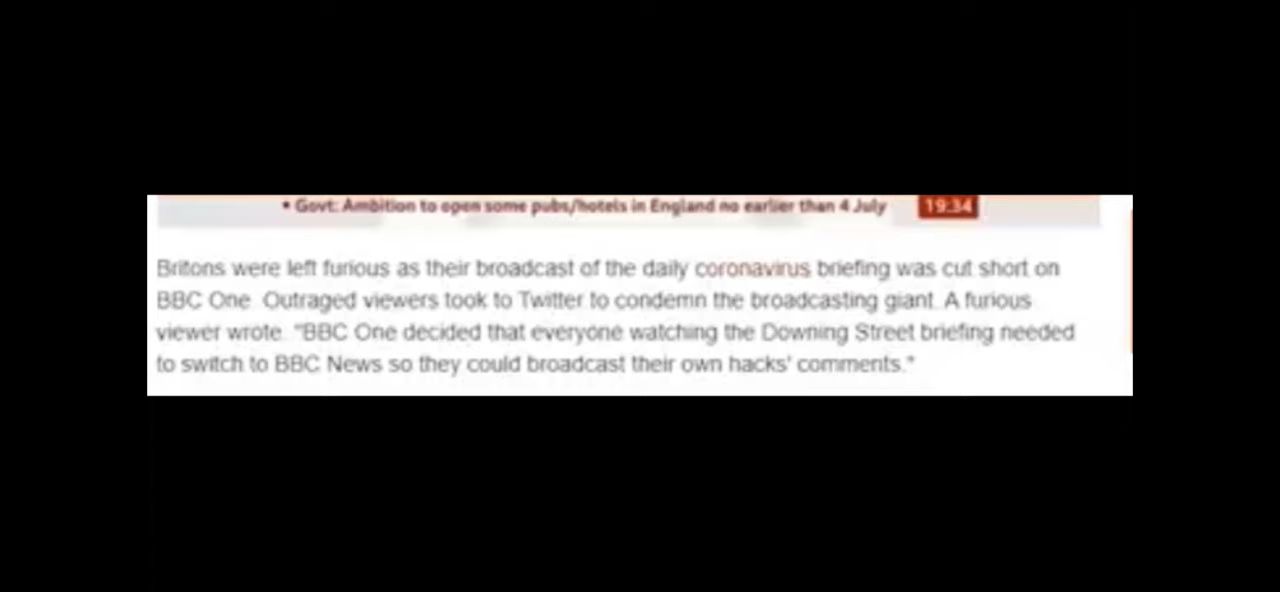 • Govt: Ambition to open some pubs/hotels in England no earlier than 4 July 19:34
Britons were left furious as their broadcast of the daily coronavirus briefing was cut short on
BBC One. Outraged viewers took to Twitter to condemn the broadcasting giant. A furious
viewer wrote: "BBC One decided that everyone watching the Downing Street briefing needed
to switch to BBC News so they could broadcast their own hacks' comments."